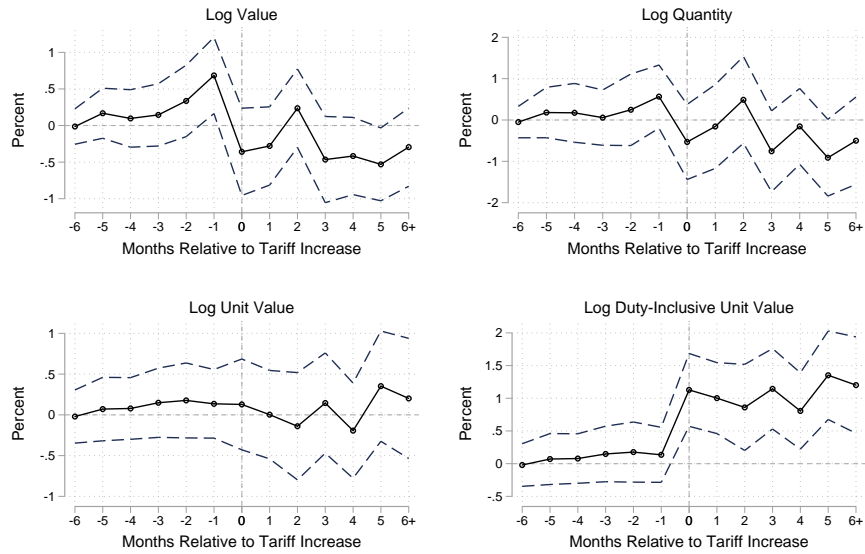 Log Value
Percent
1
.5
0
-.5
-1
-6 -5 -4 -3 -2 -1 0 1 2 3 4 5 6+
Months Relative to Tariff Increase
Log Quantity
Percent
2
1
0
-1
-2
-6 -5 -4 -3 -2 -1 0 1 2 3 4 5 6+
Months Relative to Tariff Increase
Log Unit Value
Percent
1
.5
0
-.5
-1
-6 -5 -4 -3 -2 -1 0 1 2 3 4 5 6+
Months Relative to Tariff Increase
Log Duty-Inclusive Unit Value
Percent
2
1.5
1
.5
0
-.5
-6 -5 -4 -3 -2 -1 0 1 2 3 4 5 6+
Months Relative to Tariff Increase